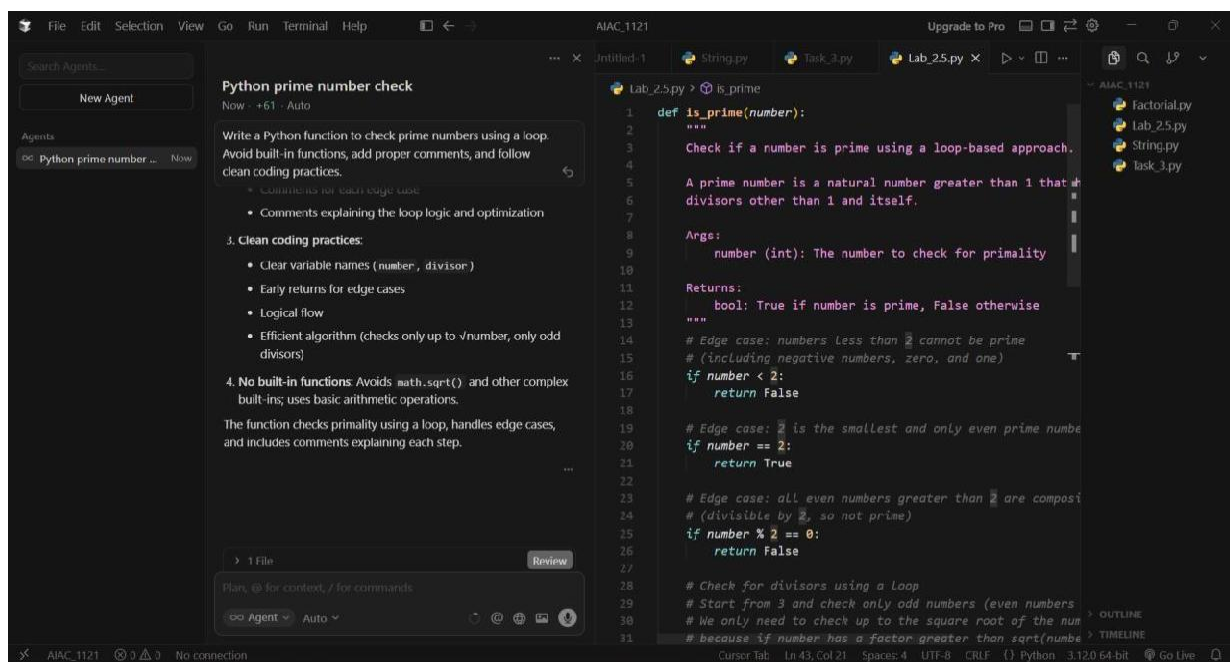 File Edit Selection View Go Run Terminal Help
AIAC_1121
Upgrade to Pro
Search Agents...
New Agent
Agents
Python prime number ... Now
Python prime number check
Now · +61 · Auto
Write a Python function to check prime numbers using a loop.
Avoid built-in functions, add proper comments, and follow
clean coding practices.
• Comments for each edge case
• Comments explaining the loop logic and optimization
3. Clean coding practices:
• Clear variable names (number, divisor)
• Early returns for edge cases
• Logical flow
• Efficient algorithm (checks only up to √number, only odd
divisors)
4. No built-in functions: Avoids math.sqrt() and other complex
built-ins; uses basic arithmetic operations.
The function checks primality using a loop, handles edge cases,
and includes comments explaining each step.
> 1 File
Review
Plan, @ for context, / for commands
Agent Auto
Untitled-1 String.py Task_3.py Lab_2.5.py
Lab_2.5.py > is_prime
1 def is_prime(number):
2 """
3 Check if a number is prime using a loop-based approach.
4
5 A prime number is a natural number greater than 1 that h
6 divisors other than 1 and itself.
7
8 Args:
9 number (int): The number to check for primality
10
11 Returns:
12 bool: True if number is prime, False otherwise
13 """
14 # Edge case: numbers less than 2 cannot be prime
15 # (including negative numbers, zero, and one)
16 if number < 2:
17 return False
18
19 # Edge case: 2 is the smallest and only even prime numbe
20 if number == 2:
21 return True
22
23 # Edge case: all even numbers greater than 2 are composi
24 # (divisible by 2, so not prime)
25 if number % 2 == 0:
26 return False
27
28 # Check for divisors using a loop
29 # Start from 3 and check only odd numbers (even numbers
30 # We only need to check up to the square root of the num
31 # because if number has a factor greater than sqrt(numbe
AIAC_1121
Factorial.py
Lab_2.5.py
String.py
Task_3.py
> OUTLINE
> TIMELINE
AIAC_1121 0 0 No connection
Cursor Tab Ln 43, Col 21 Spaces: 4 UTF-8 CRLF {} Python 3.12.0 64-bit Go Live